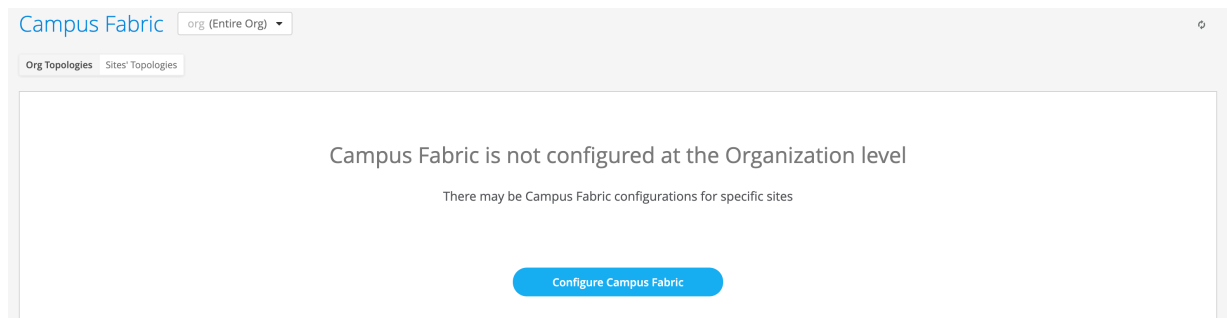 Campus Fabric org (Entire Org)
Org Topologies Sites' Topologies
Campus Fabric is not configured at the Organization level
There may be Campus Fabric configurations for specific sites
Configure Campus Fabric